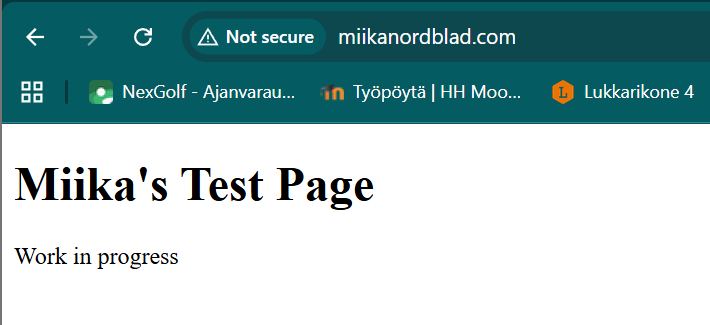 Not secure miikanordblad.com
NexGolf - Ajanvarau... Työpöytä | HH Moo... L Lukkarikone 4
Miika's Test Page
Work in progress